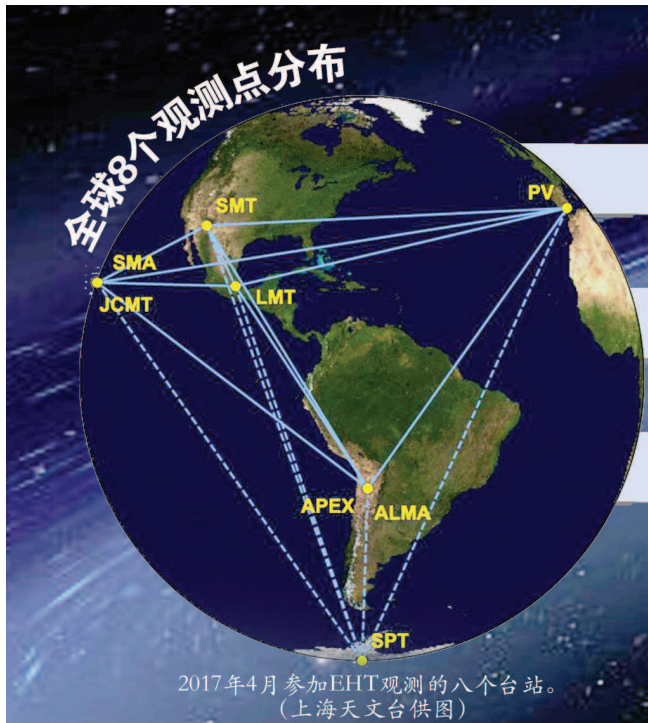 全球8个观测点分布
PV
SMT
SMA
JCMT
LMT
APEX
ALMA
SPT
2017年4月参加EHT观测的八个台站。
（上海天文台供图）